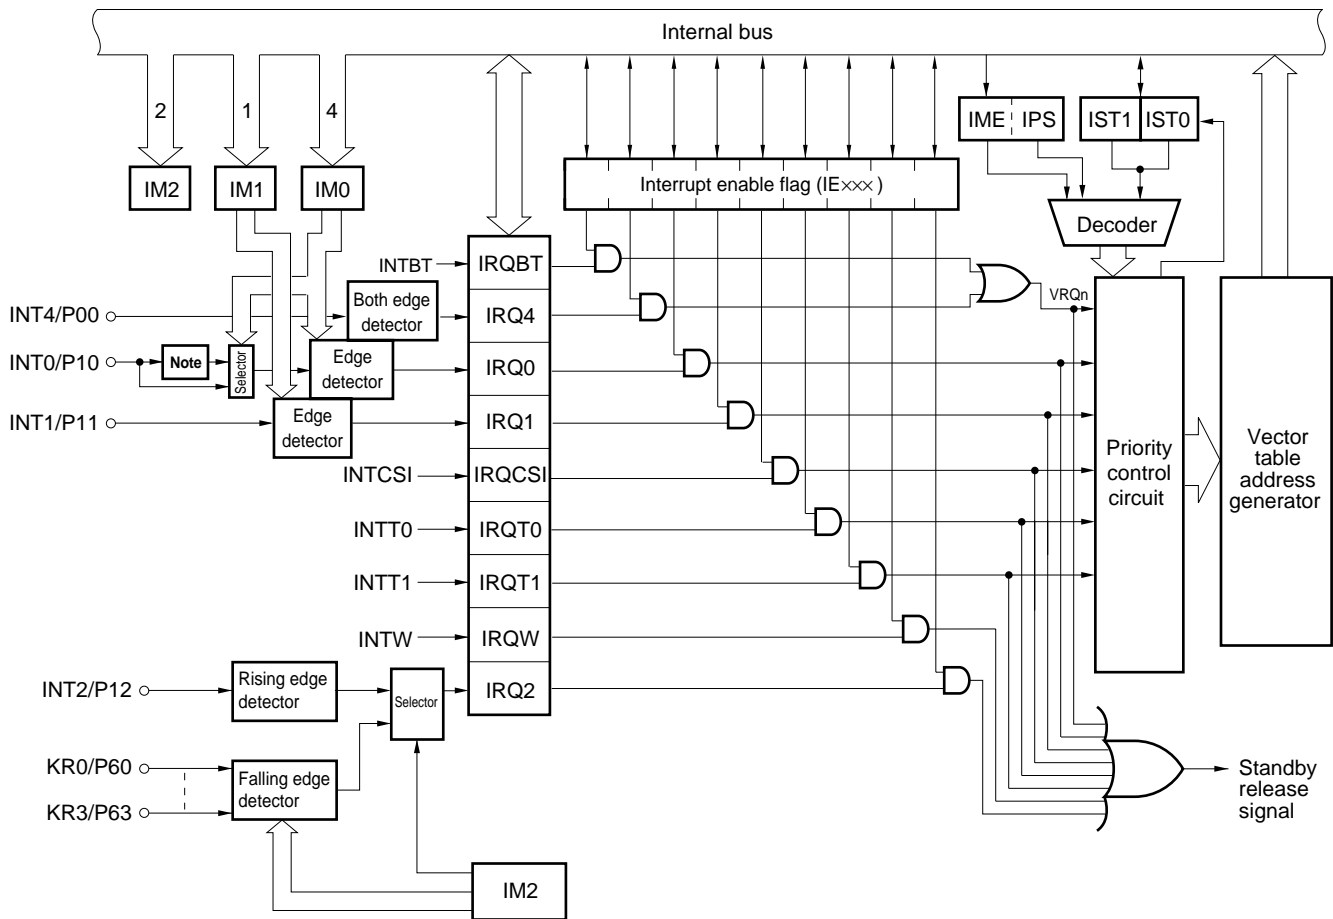 Internal bus
2
1
4
IM2
IM1
IM0
IME
IPS
IST1
IST0
Interrupt enable flag (IE×××)
Decoder
INTBT
IRQBT
INT4/P00
Both edge
detector
IRQ4
VRQn
INT0/P10
Note
Selector
Edge
detector
IRQ0
INT1/P11
Edge
detector
IRQ1
INTCSI
IRQCSI
Priority
control
circuit
Vector
table
address
generator
INTT0
IRQT0
INTT1
IRQT1
INTW
IRQW
INT2/P12
Rising edge
detector
Selector
IRQ2
KR0/P60
Falling edge
detector
KR3/P63
Standby
release
signal
IM2